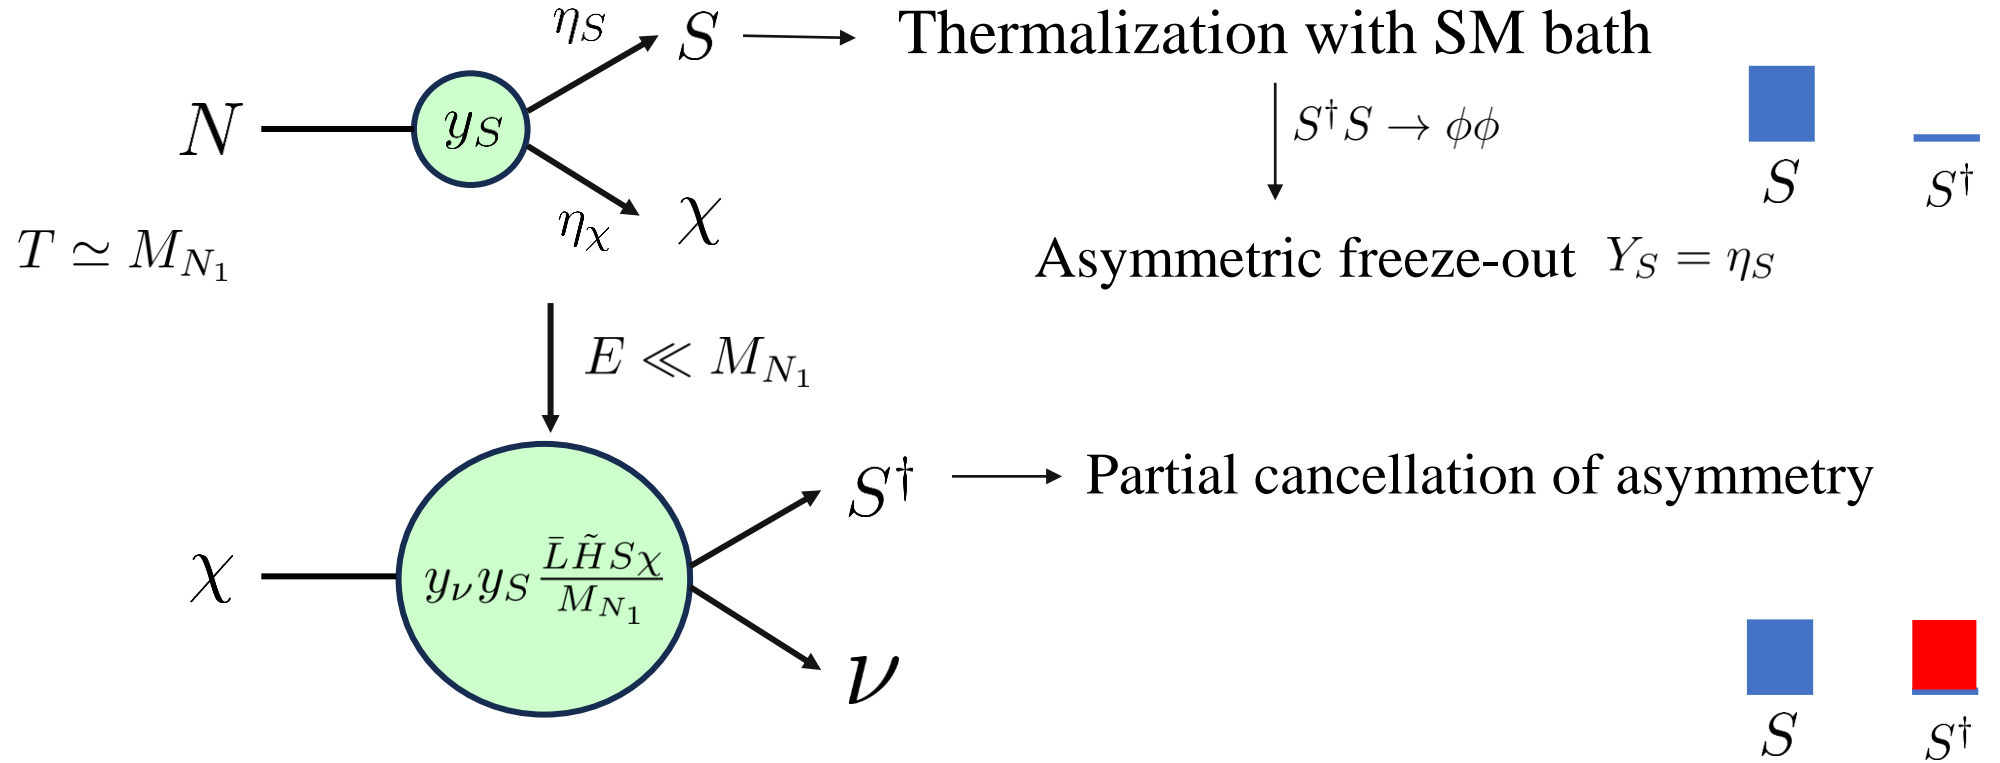 η_S S → Thermalization with SM bath
N y_S
S†S → ϕϕ
η_χ χ
S S†
T ≃ M_{N_1}
Asymmetric freeze-out Y_S = η_S
E ≪ M_{N_1}
S† → Partial cancellation of asymmetry
χ y_ν y_S \frac{\bar{L}\tilde{H}Sχ}{M_{N_1}}
ν
S S†